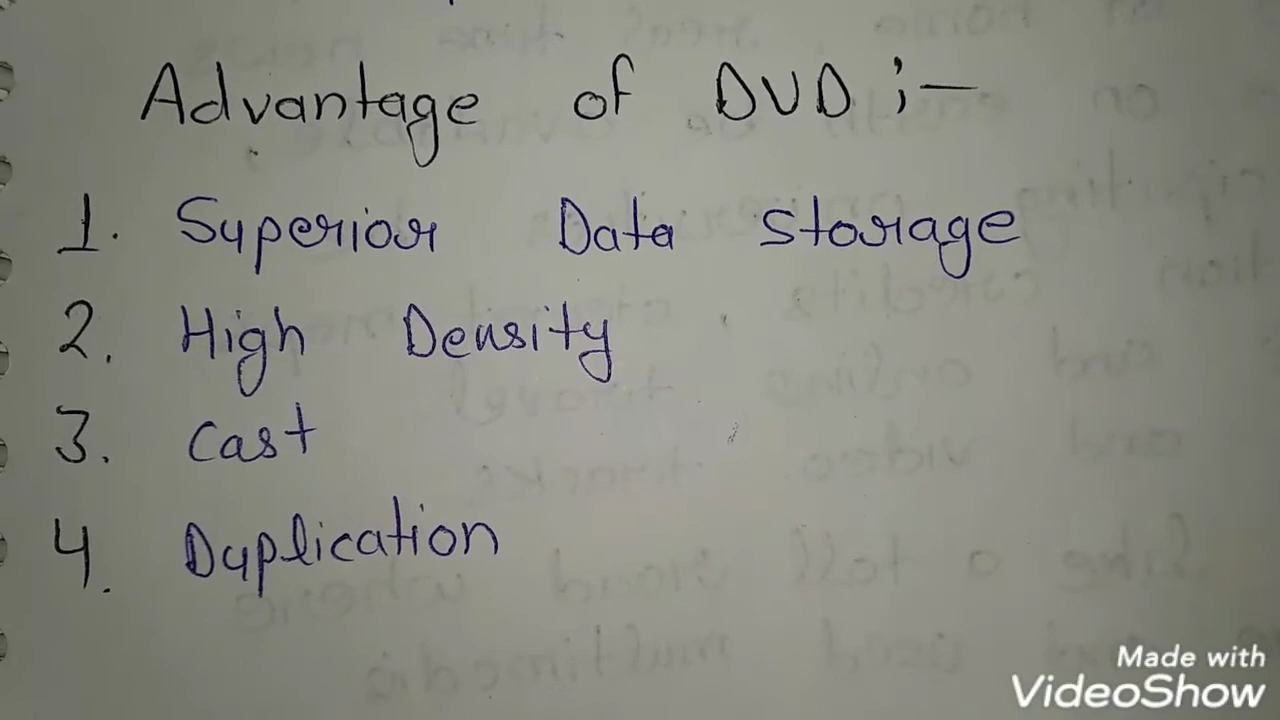 Advantage of DVD ;-
1. Superior Data storage
2. High Density
3. Cast
4. Duplication
Made with
VideoShow